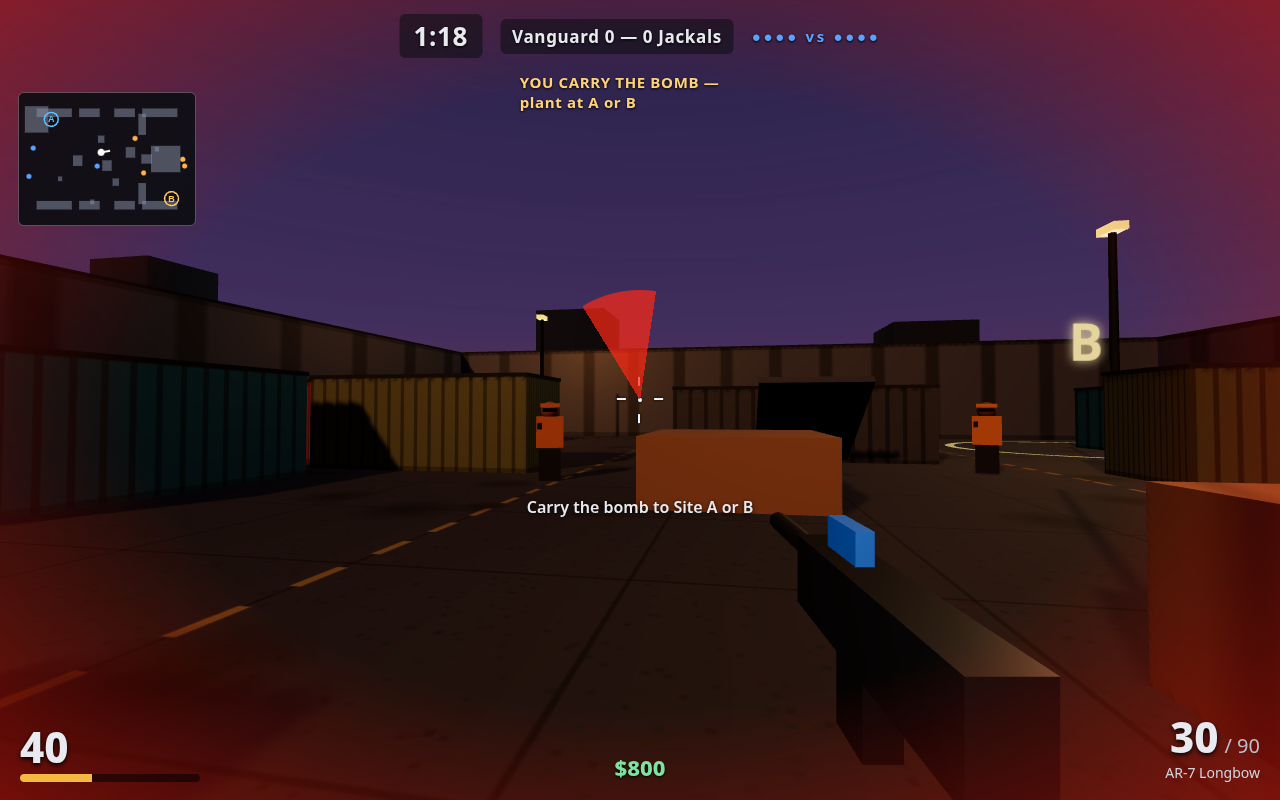 1:18
Vanguard 0 — 0 Jackals
vs
YOU CARRY THE BOMB —
plant at A or B
A
B
B
Carry the bomb to Site A or B
40
$800
30 / 90
AR-7 Longbow